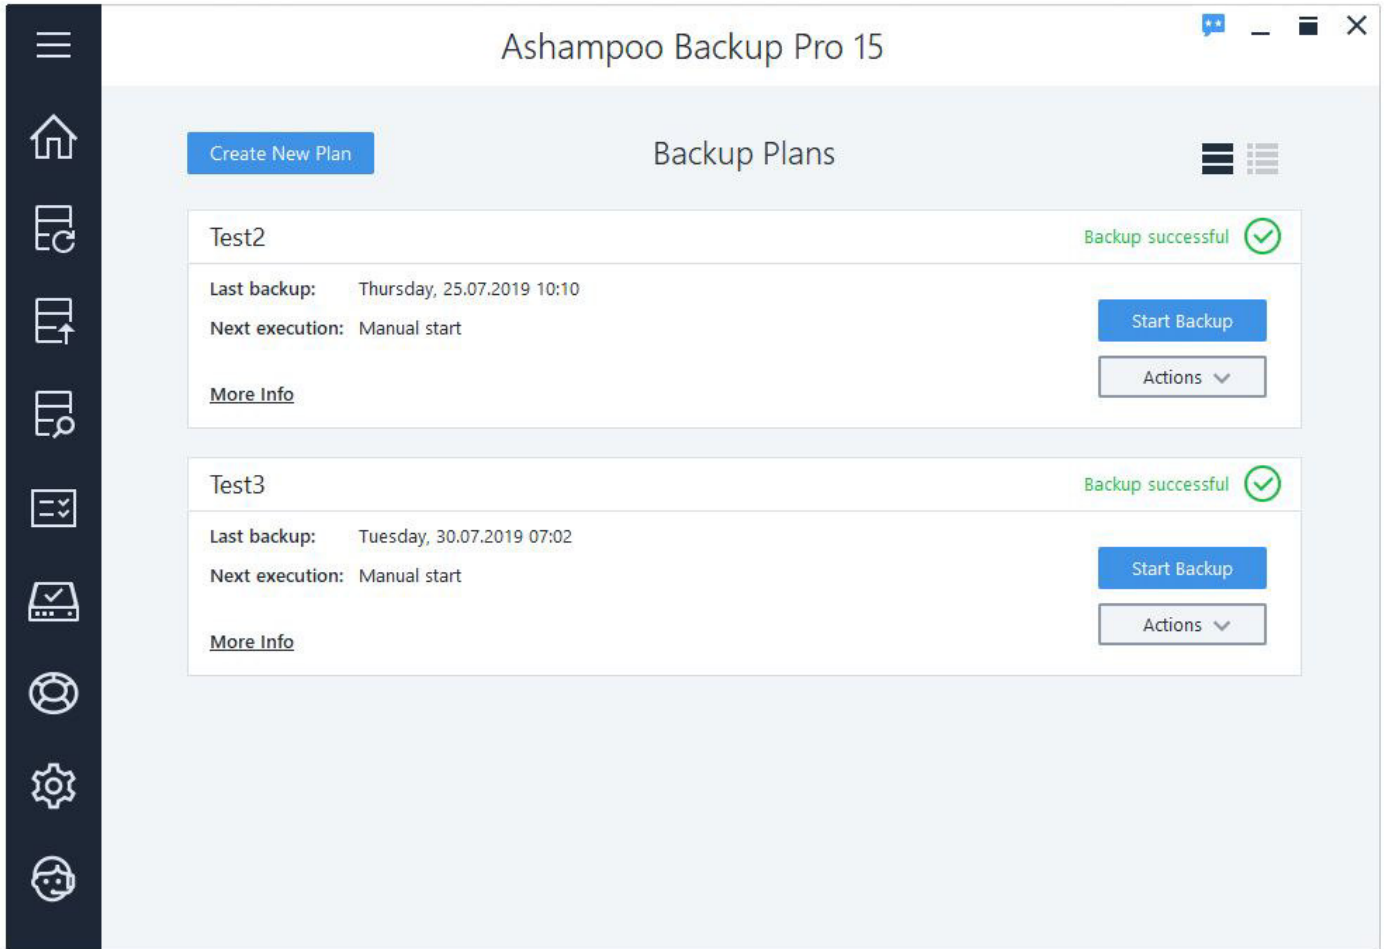 Ashampoo Backup Pro 15
Create New Plan
Backup Plans
Test2
Backup successful
Last backup: Thursday, 25.07.2019 10:10
Next execution: Manual start
Start Backup
Actions
More Info
Test3
Backup successful
Last backup: Tuesday, 30.07.2019 07:02
Next execution: Manual start
Start Backup
Actions
More Info